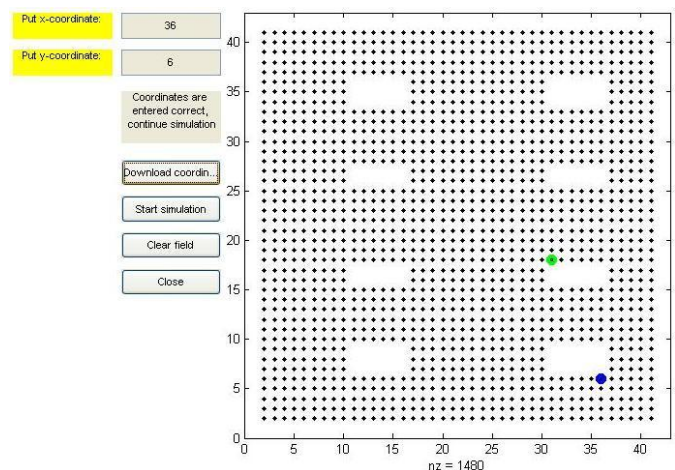 Put x-coordinate:
36
Put y-coordinate:
6
Coordinates are
entered correct,
continue simulation
Download coordin...
Start simulation
Clear field
Close
40
35
30
25
20
15
10
5
0
0 5 10 15 20 25 30 35 40
nz = 1480